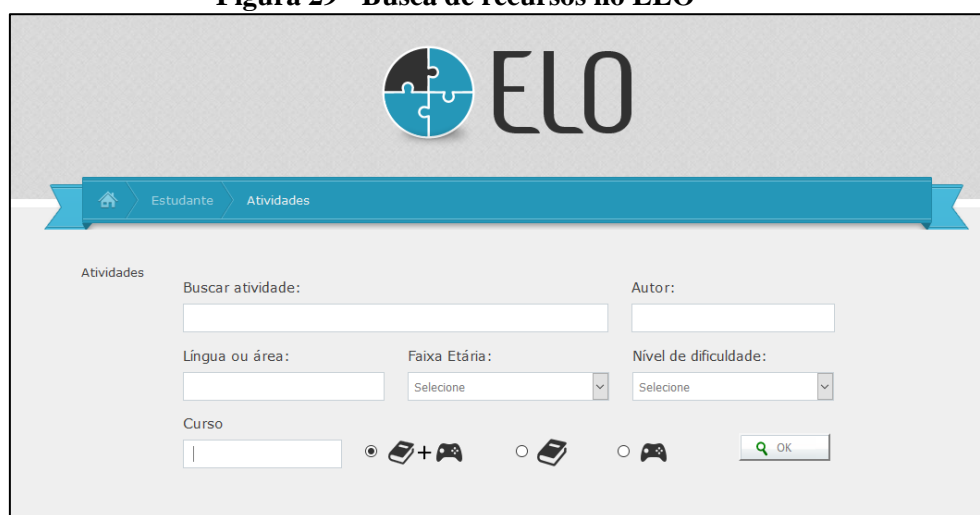 Figura 29 - Busca de recursos no ELO
ELO
Estudante Atividades
Atividades
Buscar atividade: Autor:
Língua ou área: Faixa Etária: Nível de dificuldade:
Selecione Selecione
Curso
+
OK